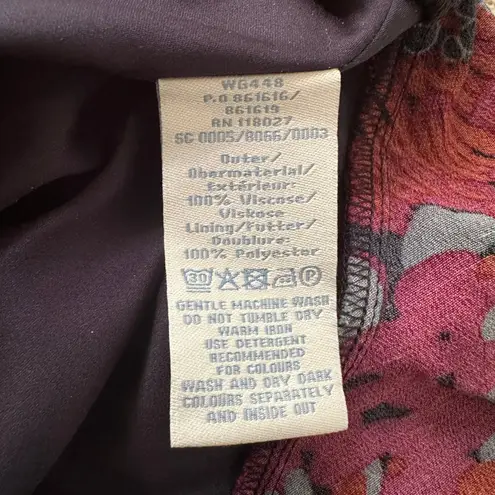 WG448
P.O 861616/
861619
RN 118027
SC 0005/8066/0003
Outer/
Obermaterial/
Extérieur:
100% Viscose/
Viskose
Lining/Futter/
Doublure:
100% Polyester
30 P
GENTLE MACHINE WASH
DO NOT TUMBLE DRY
WARM IRON
USE DETERGENT
RECOMMENDED
FOR COLOURS
WASH AND DRY DARK
COLOURS SEPARATELY
AND INSIDE OUT